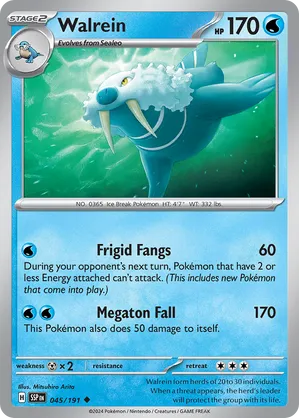 STAGE2 Walrein HP 170
Evolves from Sealeo
NO. 0365 Ice Break Pokémon HT: 4'7" WT: 332 lbs
Frigid Fangs 60
During your opponent's next turn, Pokémon that have 2 or
less Energy attached can't attack. (This includes new Pokémon
that come into play.)
Megaton Fall 170
This Pokémon also does 50 damage to itself.
Illus. Mitsuhiro Arita
weakness × 2 resistance retreat
H SSP EN 045/191
Walrein form herds of 20 to 30 individuals.
When a threat appears, the herd's leader will
protect the group with its life.
©2024 Pokémon / Nintendo / Creatures / GAME FREAK